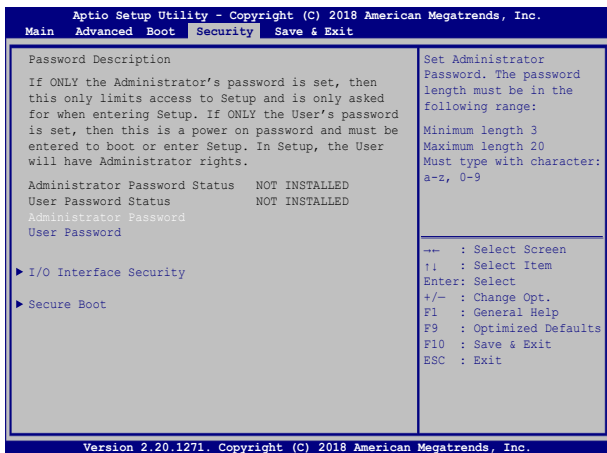 Aptio Setup Utility - Copyright (C) 2018 American Megatrends, Inc.
Main Advanced Boot Security Save & Exit
Password Description
If ONLY the Administrator's password is set, then
this only limits access to Setup and is only asked
for when entering Setup. If ONLY the User's password
is set, then this is a power on password and must be
entered to boot or enter Setup. In Setup, the User
will have Administrator rights.
Administrator Password Status NOT INSTALLED
User Password Status NOT INSTALLED
Administrator Password
User Password
▶ I/O Interface Security
▶ Secure Boot
Set Administrator
Password. The password
length must be in the
following range:
Minimum length 3
Maximum length 20
Must type with character:
a-z, 0-9
→← : Select Screen
↑↓ : Select Item
Enter: Select
+/— : Change Opt.
F1 : General Help
F9 : Optimized Defaults
F10 : Save & Exit
ESC : Exit
Version 2.20.1271. Copyright (C) 2018 American Megatrends, Inc.